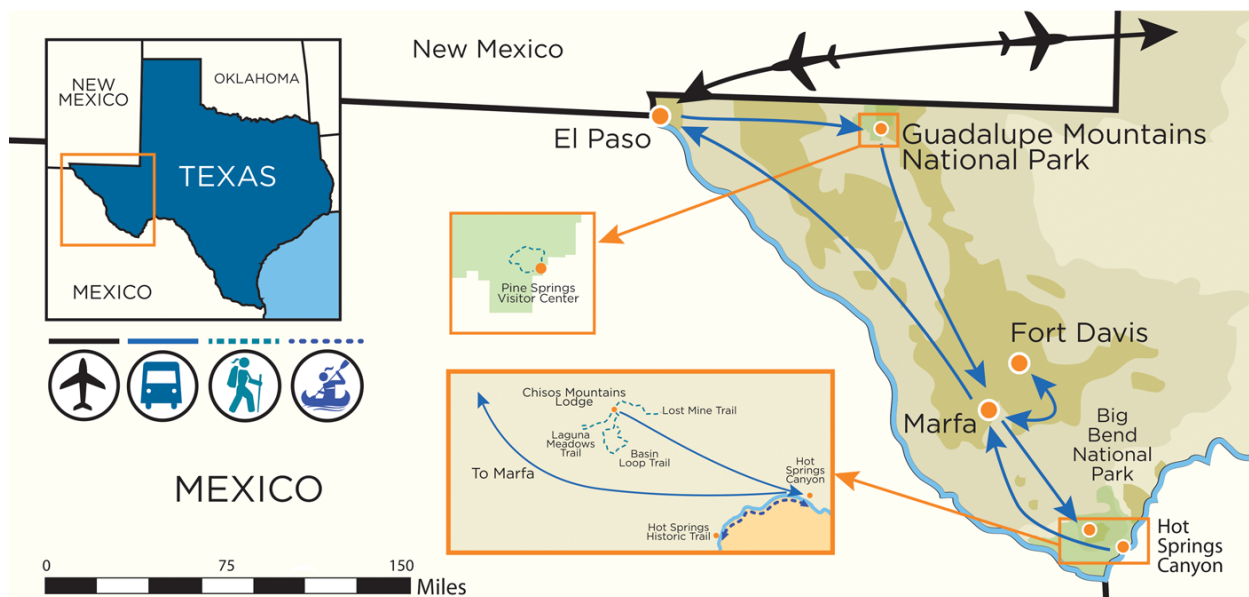 New Mexico
NEW
MEXICO
OKLAHOMA
TEXAS
MEXICO
El Paso
Guadalupe Mountains
National Park
Pine Springs
Visitor Center
Fort Davis
Marfa
Big
Bend
National
Park
Hot
Springs
Canyon
Chisos Mountains
Lodge
Lost Mine Trail
Laguna
Meadows
Trail
Basin
Loop Trail
To Marfa
Hot
Springs
Canyon
Hot Springs
Historic Trail
MEXICO
0
75
150
Miles